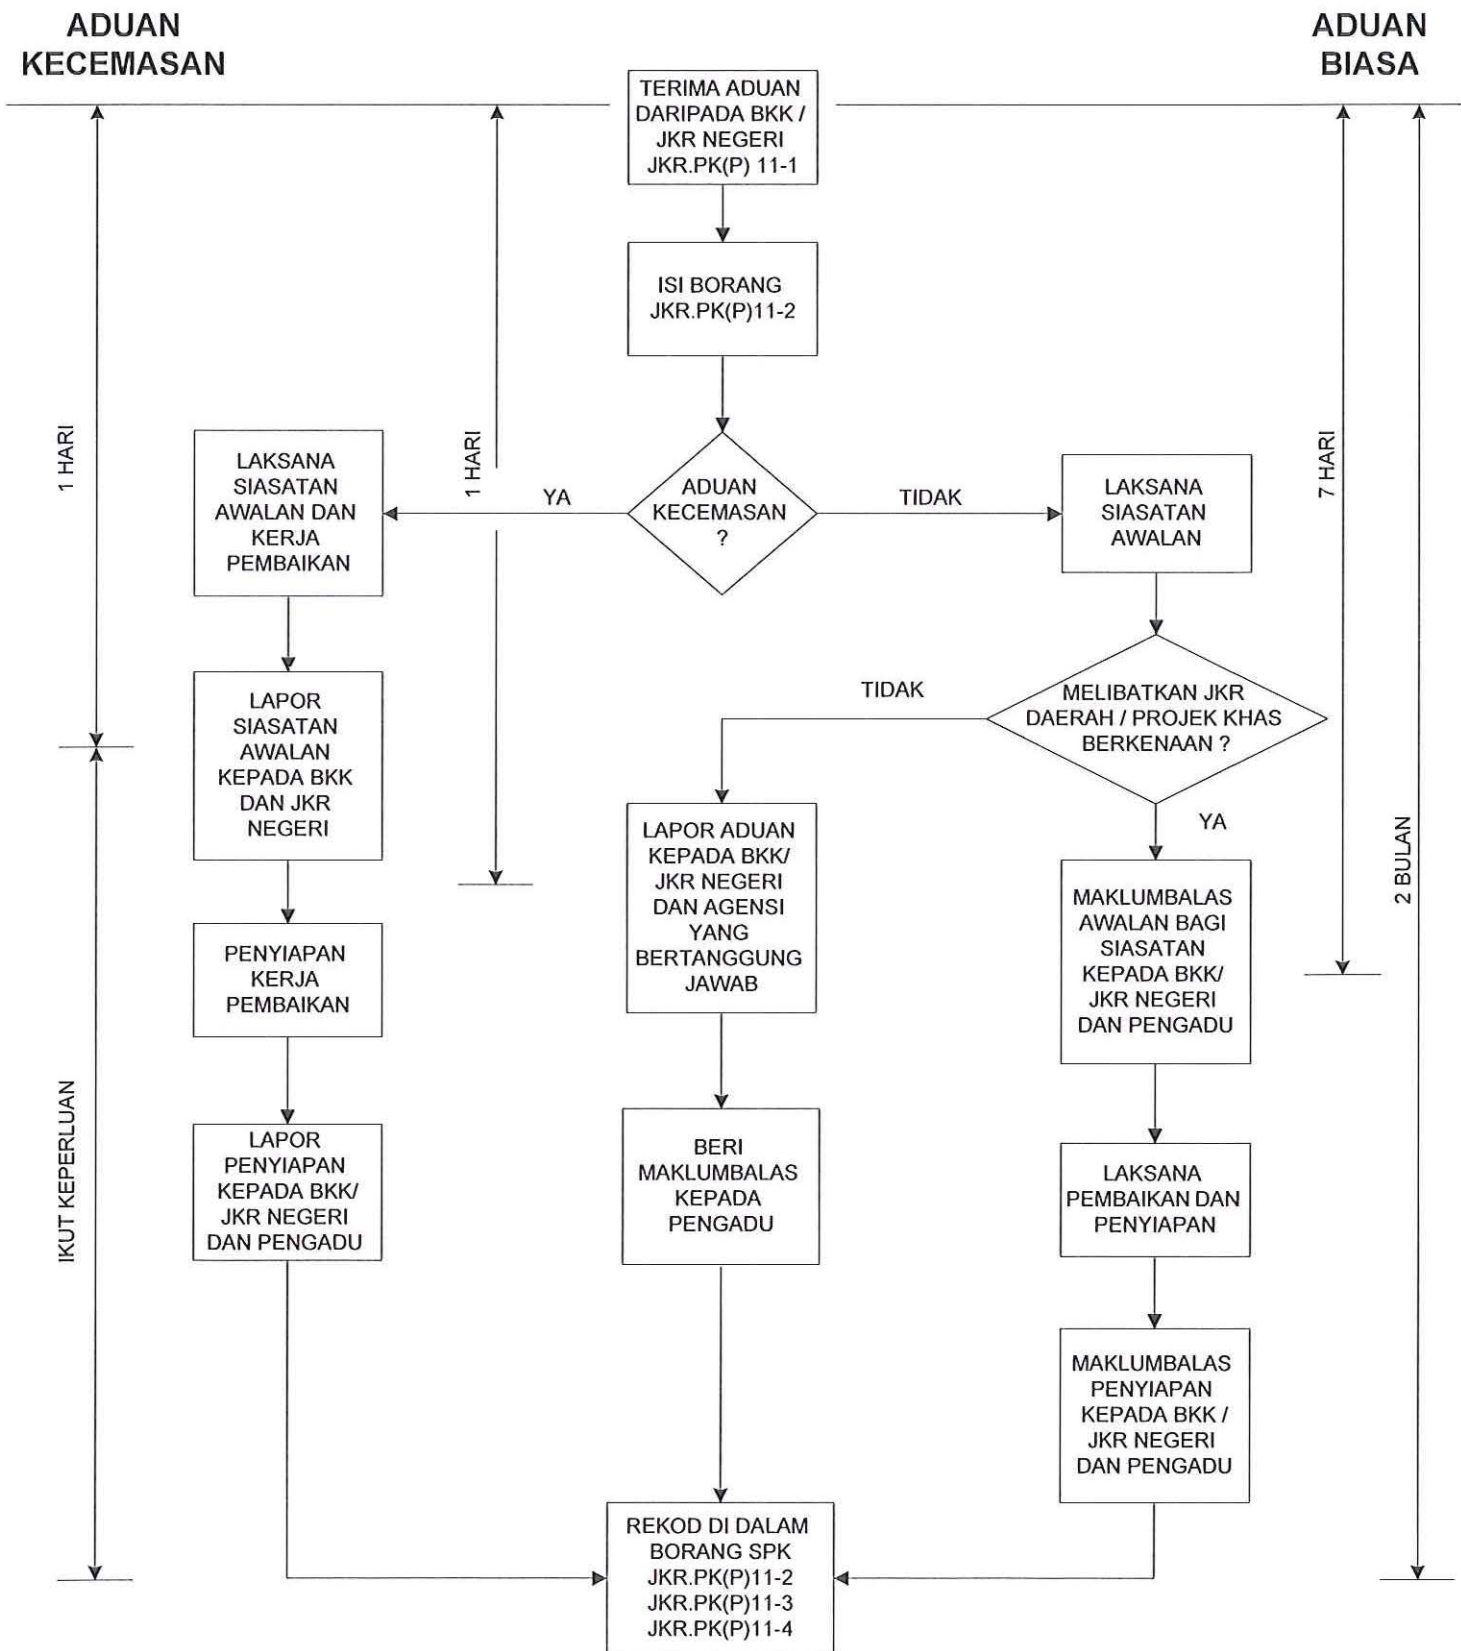 ADUAN
KECEMASAN
ADUAN
BIASA
TERIMA ADUAN
DARIPADA BKK /
JKR NEGERI
JKR.PK(P) 11-1
ISI BORANG
JKR.PK(P)11-2
ADUAN
KECEMASAN
?
YA
TIDAK
1 HARI
1 HARI
7 HARI
LAKSANA
SIASATAN
AWALAN DAN
KERJA
PEMBAIKAN
LAKSANA
SIASATAN
AWALAN
LAPOR
SIASATAN
AWALAN
KEPADA BKK
DAN JKR
NEGERI
TIDAK
MELIBATKAN JKR
DAERAH / PROJEK KHAS
BERKENAAN ?
YA
2 BULAN
LAPOR ADUAN
KEPADA BKK/
JKR NEGERI
DAN AGENSI
YANG
BERTANGGUNG
JAWAB
MAKLUMBALAS
AWALAN BAGI
SIASATAN
KEPADA BKK/
JKR NEGERI
DAN PENGADU
PENYIAPAN
KERJA
PEMBAIKAN
IKUT KEPERLUAN
LAPOR
PENYIAPAN
KEPADA BKK/
JKR NEGERI
DAN PENGADU
BERI
MAKLUMBALAS
KEPADA
PENGADU
LAKSANA
PEMBAIKAN DAN
PENYIAPAN
MAKLUMBALAS
PENYIAPAN
KEPADA BKK /
JKR NEGERI
DAN PENGADU
REKOD DI DALAM
BORANG SPK
JKR.PK(P)11-2
JKR.PK(P)11-3
JKR.PK(P)11-4